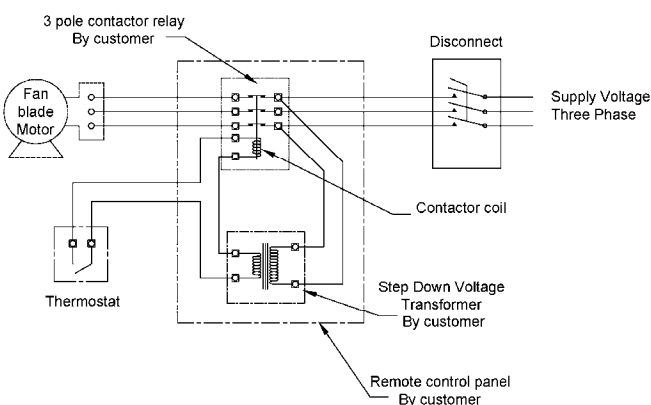 3 pole contactor relay
By customer
Disconnect
Fan
blade
Motor
Supply Voltage
Three Phase
Contactor coil
Thermostat
Step Down Voltage
Transformer
By customer
Remote control panel
By customer